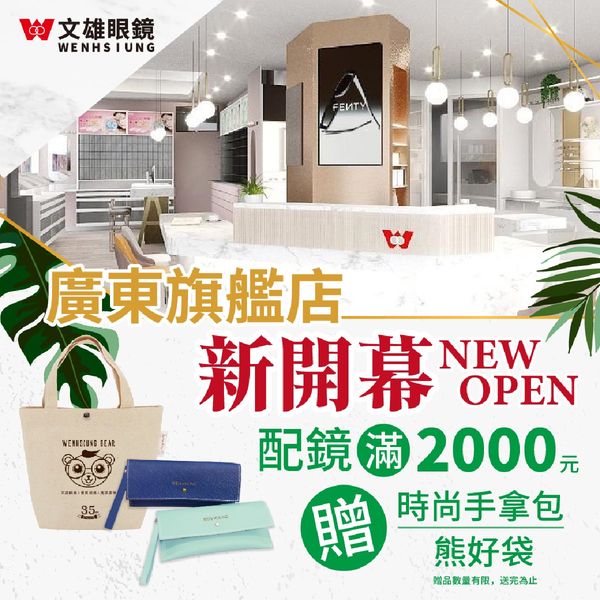 文雄眼鏡
WENHSIUNG
FENTY
廣東旗艦店
新開幕
NEW
OPEN
配鏡滿2000元
贈
時尚手拿包
熊好袋
贈品數量有限，送完為止
WENHSIUNG BEAR
35